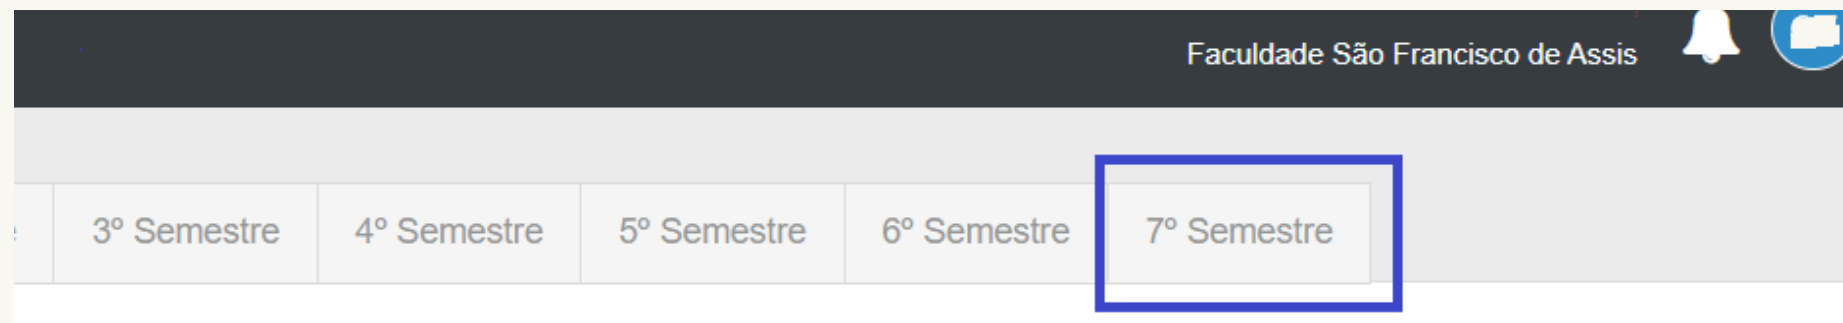 Faculdade São Francisco de Assis
3º Semestre 4º Semestre 5º Semestre 6º Semestre 7º Semestre